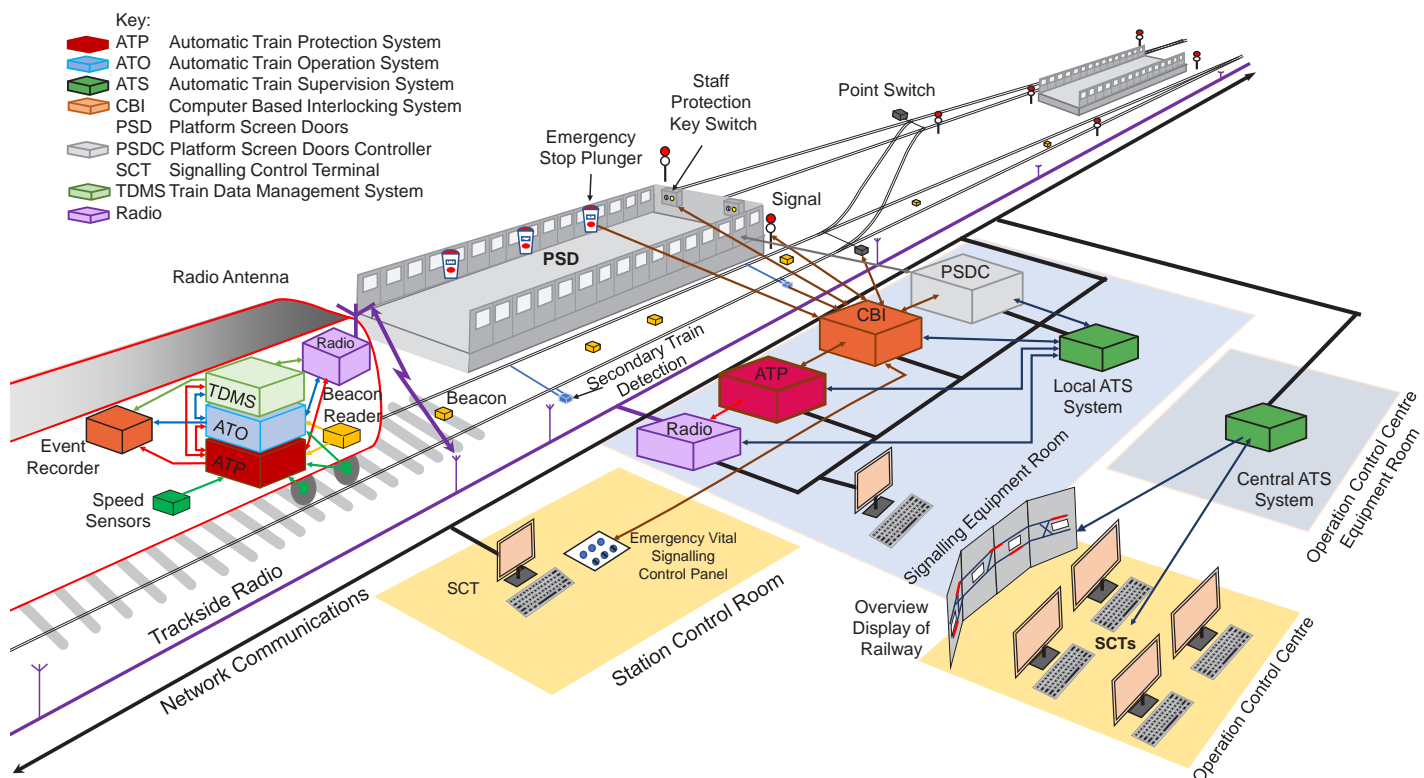 Key:
ATP Automatic Train Protection System
ATO Automatic Train Operation System
ATS Automatic Train Supervision System
CBI Computer Based Interlocking System
PSD Platform Screen Doors
PSDC Platform Screen Doors Controller
SCT Signalling Control Terminal
TDMS Train Data Management System
Radio
Staff
Protection
Key Switch
Point Switch
Emergency
Stop Plunger
Signal
PSD
Radio Antenna
PSDC
CBI
Radio
Secondary Train
Detection
ATP
Local ATS
System
TDMS
Beacon
Reader
Beacon
ATO
Radio
Event
Recorder
ATP
Speed
Sensors
Central ATS
System
Operation Control Centre
Equipment Room
Signalling Equipment Room
Emergency Vital
Signalling
Control Panel
SCT
Trackside Radio
Network Communications
Station Control Room
Overview
Display of
Railway
SCTs
Operation Control Centre